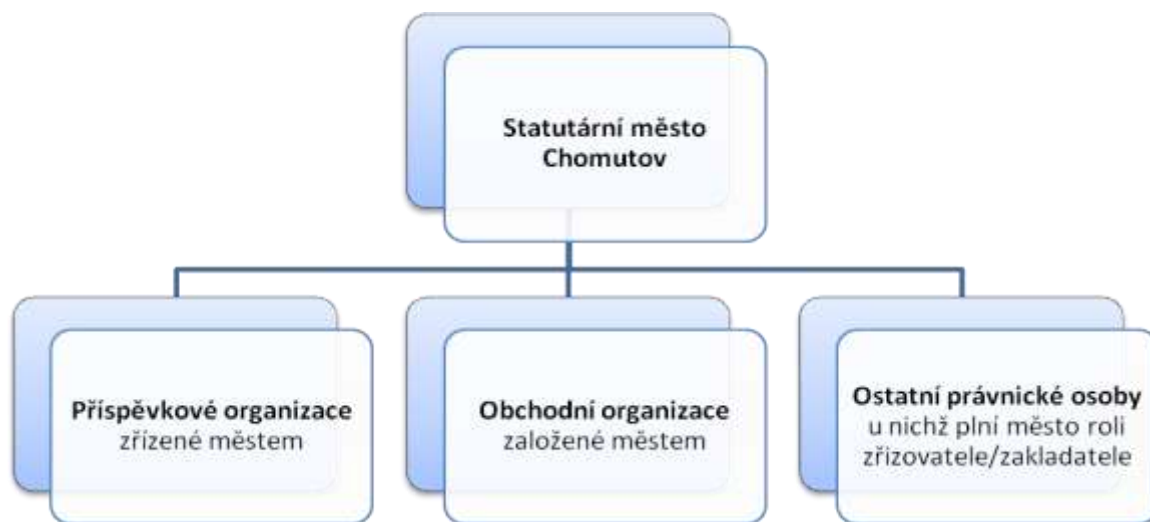 Statutární město
Chomutov
Příspěvkové organizace
zřízené městem
Obchodní organizace
založené městem
Ostatní právnické osoby
u nichž plní město roli
zřizovatele/zakladatele